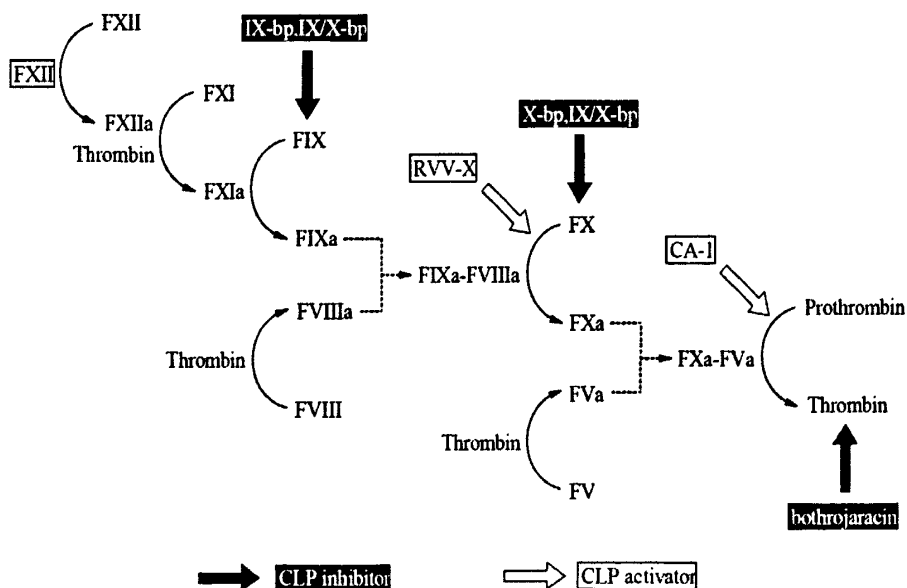 FXII
IX-bp,IX/X-bp
FXII
FXI
X-bp,IX/X-bp
FXIIa
Thrombin
FIX
RVV-X
FXIa
FX
FIXa
CA-1
FIXa-FVIIIa
FVIIIa
Prothrombin
FXa
Thrombin
FXa-FVa
FVa
Thrombin
FVIII
Thrombin
FV
bothrojaracin
CLP inhibitor
CLP activator